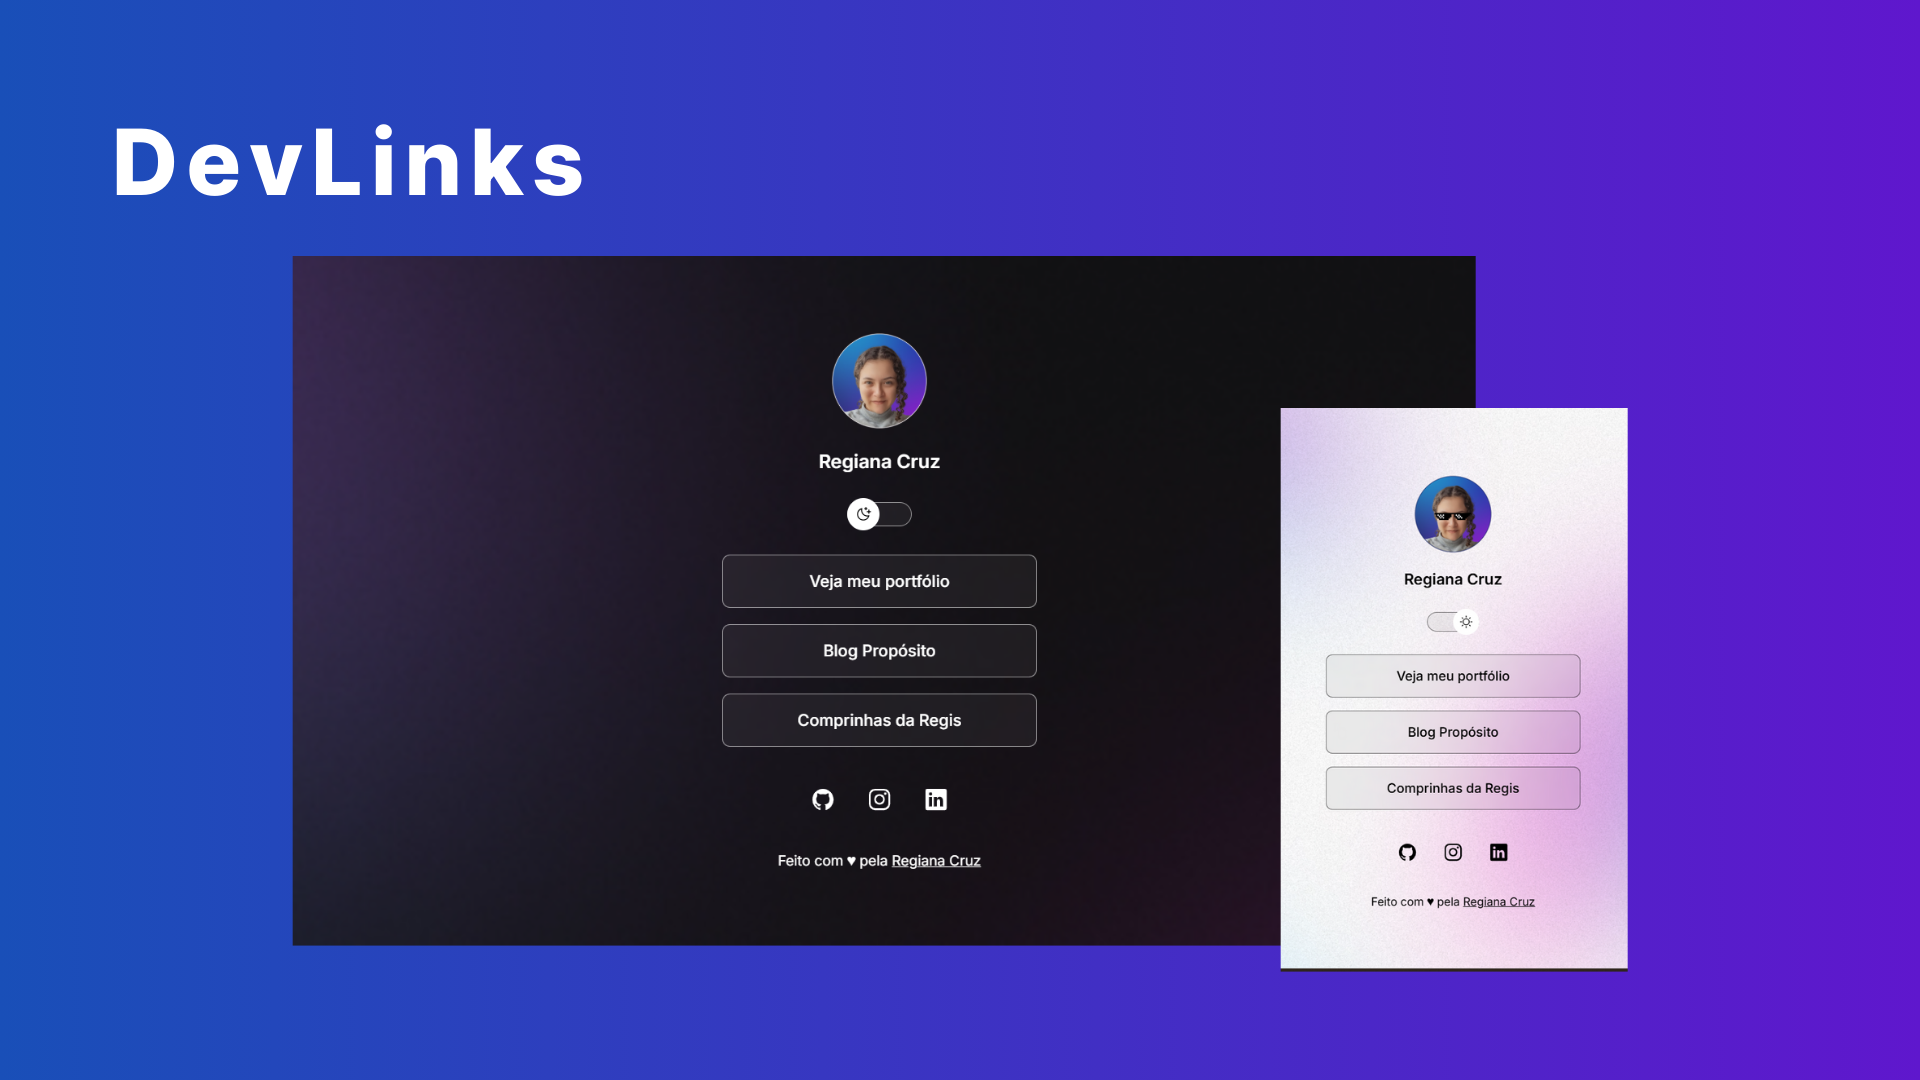 DevLinks
Regiana Cruz
Veja meu portfólio
Blog Propósito
Comprinhas da Regis
Feito com ♥ pela Regiana Cruz
Regiana Cruz
Veja meu portfólio
Blog Propósito
Comprinhas da Regis
Feito com ♥ pela Regiana Cruz